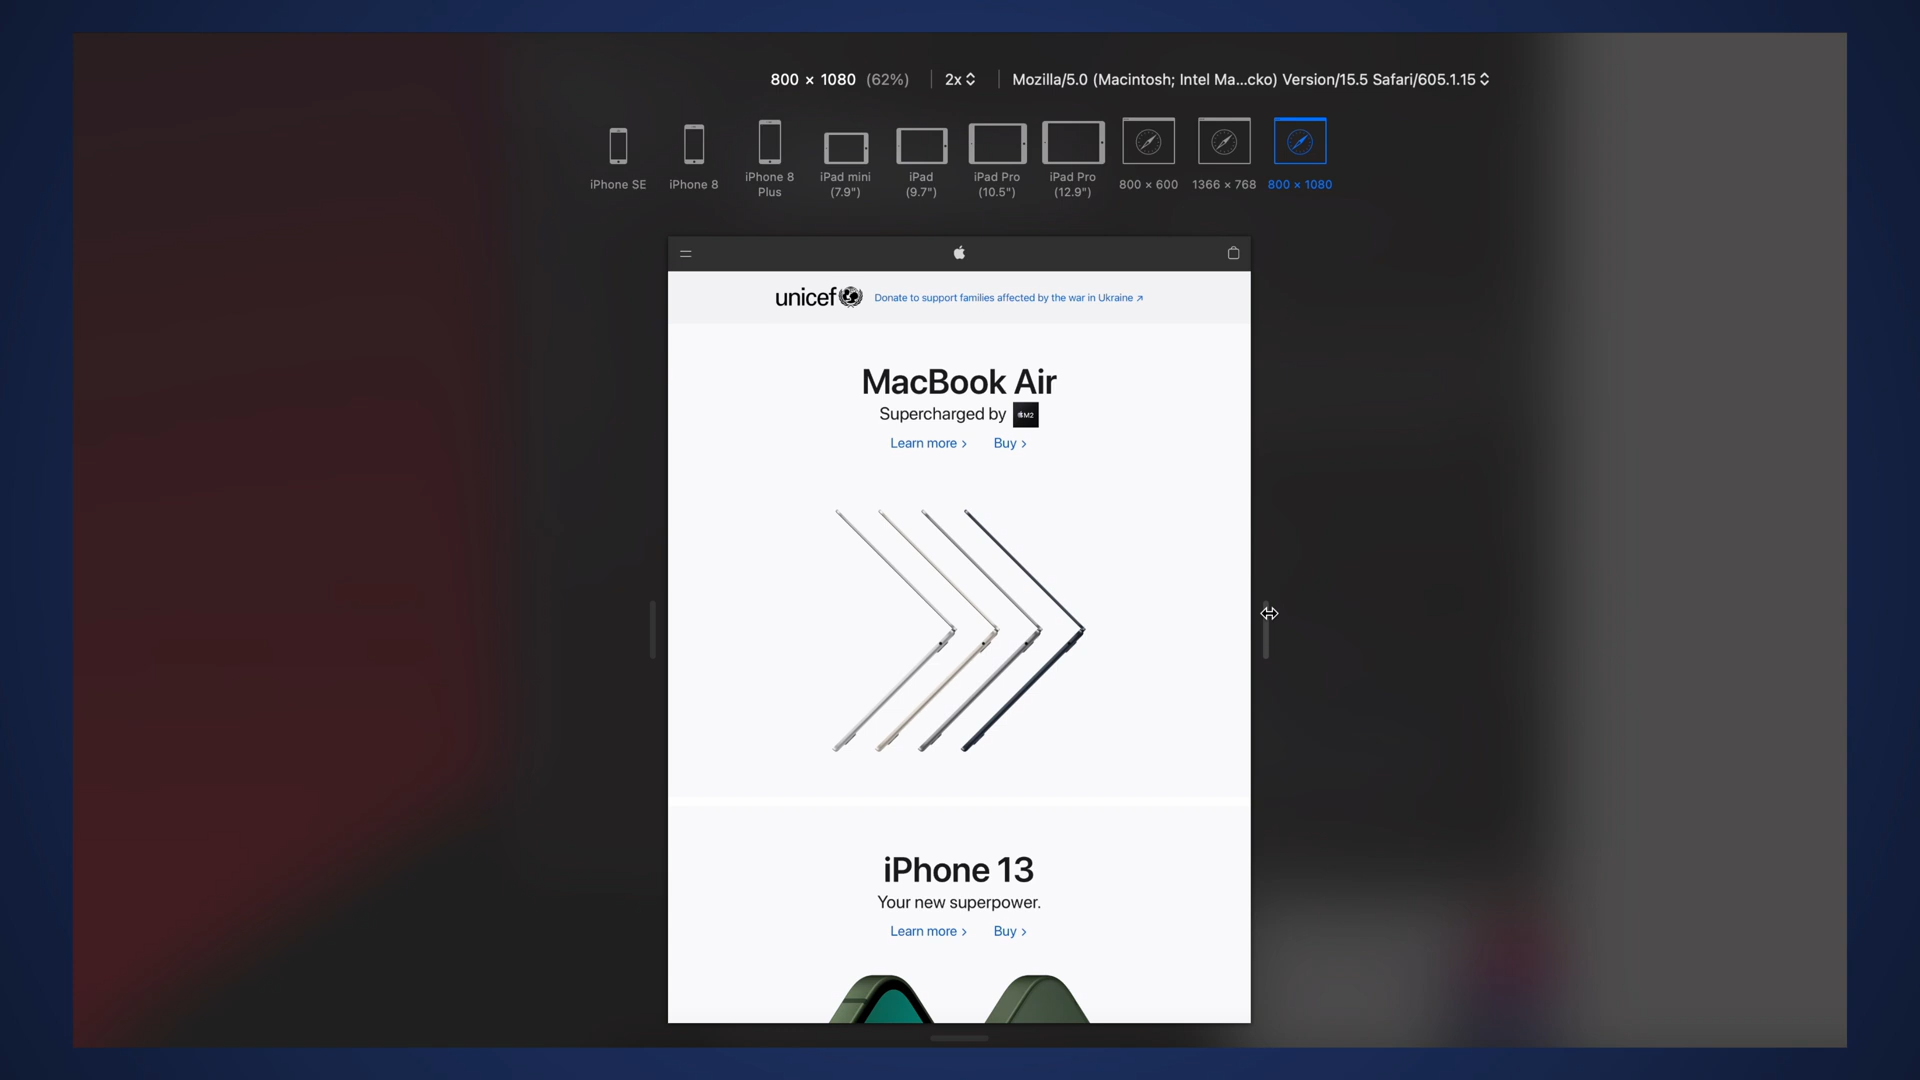 800 × 1080 (62%) 2x Mozilla/5.0 (Macintosh; Intel Ma...cko) Version/15.5 Safari/605.1.15
iPhone SE
iPhone 8
iPhone 8
Plus
iPad mini
(7.9")
iPad
(9.7")
iPad Pro
(10.5")
iPad Pro
(12.9")
800 × 600
1366 × 768
800 × 1080
unicef Donate to support families affected by the war in Ukraine ↗
MacBook Air
Supercharged by M2
Learn more > Buy >
iPhone 13
Your new superpower.
Learn more > Buy >